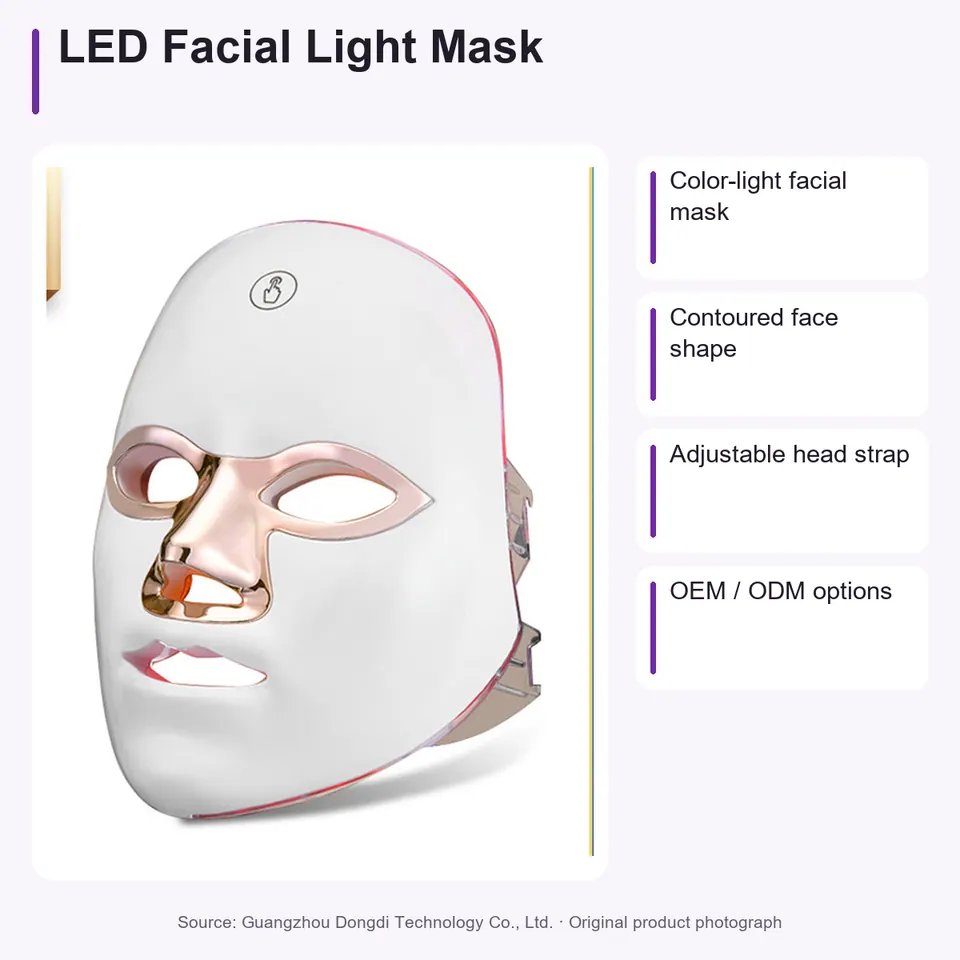 LED Facial Light Mask
Color-light facial
mask
Contoured face
shape
Adjustable head strap
OEM / ODM options
Source: Guangzhou Dongdi Technology Co., Ltd. · Original product photograph